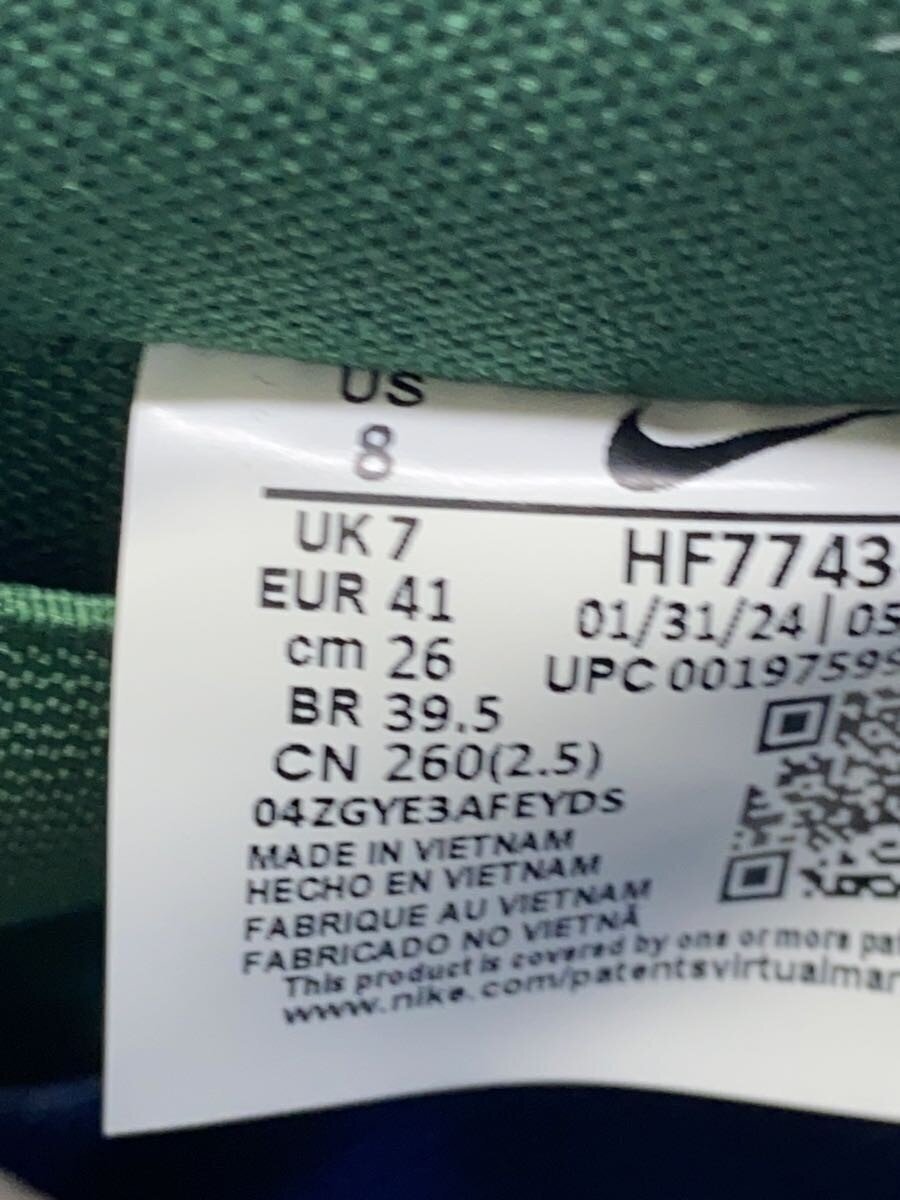 US
8
UK 7
EUR 41
cm 26
BR 39.5
CN 260(2.5)
04ZGYE3AFEYDS
MADE IN VIETNAM
HECHO EN VIETNAM
FABRIQUE AU VIETNAM
FABRICADO NO VIETNÃ
This product is covered by one or more pat
www.nike.com/patentsvirtualmar
HF7743
01/31/24 | 05
UPC 00197599